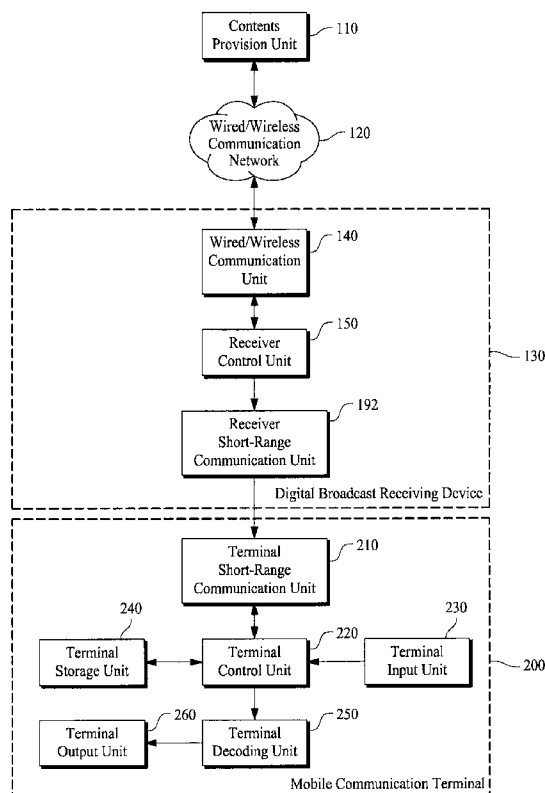 Contents
Provision Unit
110
Wired/Wireless
Communication
Network
120
Wired/Wireless
Communication
Unit
140
Receiver
Control Unit
150
130
Receiver
Short-Range
Communication Unit
192
Digital Broadcast Receiving Device
Terminal
Short-Range
Communication Unit
210
240
Terminal
Storage Unit
Terminal
Control Unit
220
230
Terminal
Input Unit
200
Terminal
Output Unit
260
Terminal
Decoding Unit
250
Mobile Communication Terminal